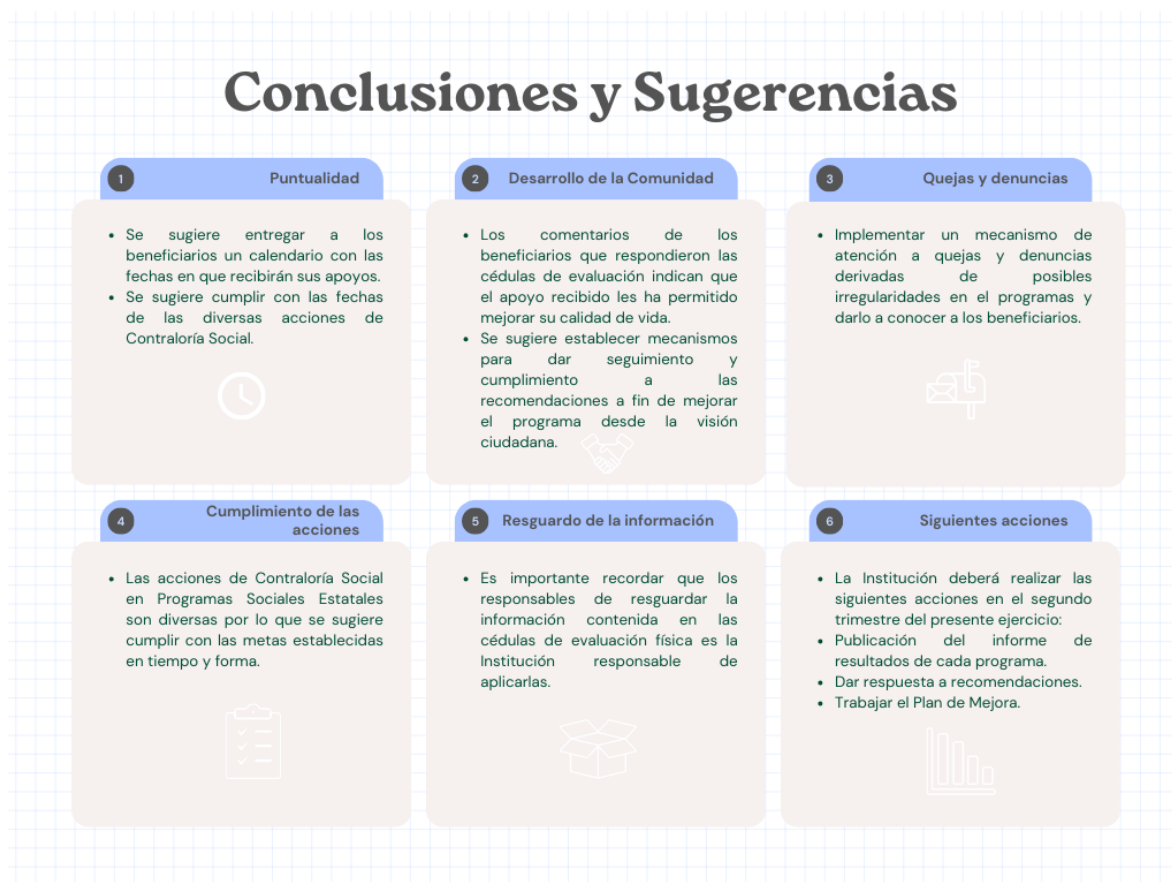 Conclusiones y Sugerencias
1
Puntualidad
• Se sugiere entregar a los
beneficiarios un calendario con las
fechas en que recibirán sus apoyos.
• Se sugiere cumplir con las fechas
de las diversas acciones de
Contraloría Social.
2
Desarrollo de la Comunidad
• Los comentarios de los
beneficiarios que respondieron las
cédulas de evaluación indican que
el apoyo recibido les ha permitido
mejorar su calidad de vida.
• Se sugiere establecer mecanismos
para dar seguimiento y
cumplimiento a las
recomendaciones a fin de mejorar
el programa desde la visión
ciudadana.
3
Quejas y denuncias
• Implementar un mecanismo de
atención a quejas y denuncias
derivadas de posibles
irregularidades en el programas y
darlo a conocer a los beneficiarios.
4
Cumplimiento de las
acciones
• Las acciones de Contraloría Social
en Programas Sociales Estatales
son diversas por lo que se sugiere
cumplir con las metas establecidas
en tiempo y forma.
5
Resguardo de la información
• Es importante recordar que los
responsables de resguardar la
información contenida en las
cédulas de evaluación física es la
Institución responsable de
aplicarlas.
6
Siguientes acciones
• La Institución deberá realizar las
siguientes acciones en el segundo
trimestre del presente ejercicio:
• Publicación del informe de
resultados de cada programa.
• Dar respuesta a recomendaciones.
• Trabajar el Plan de Mejora.